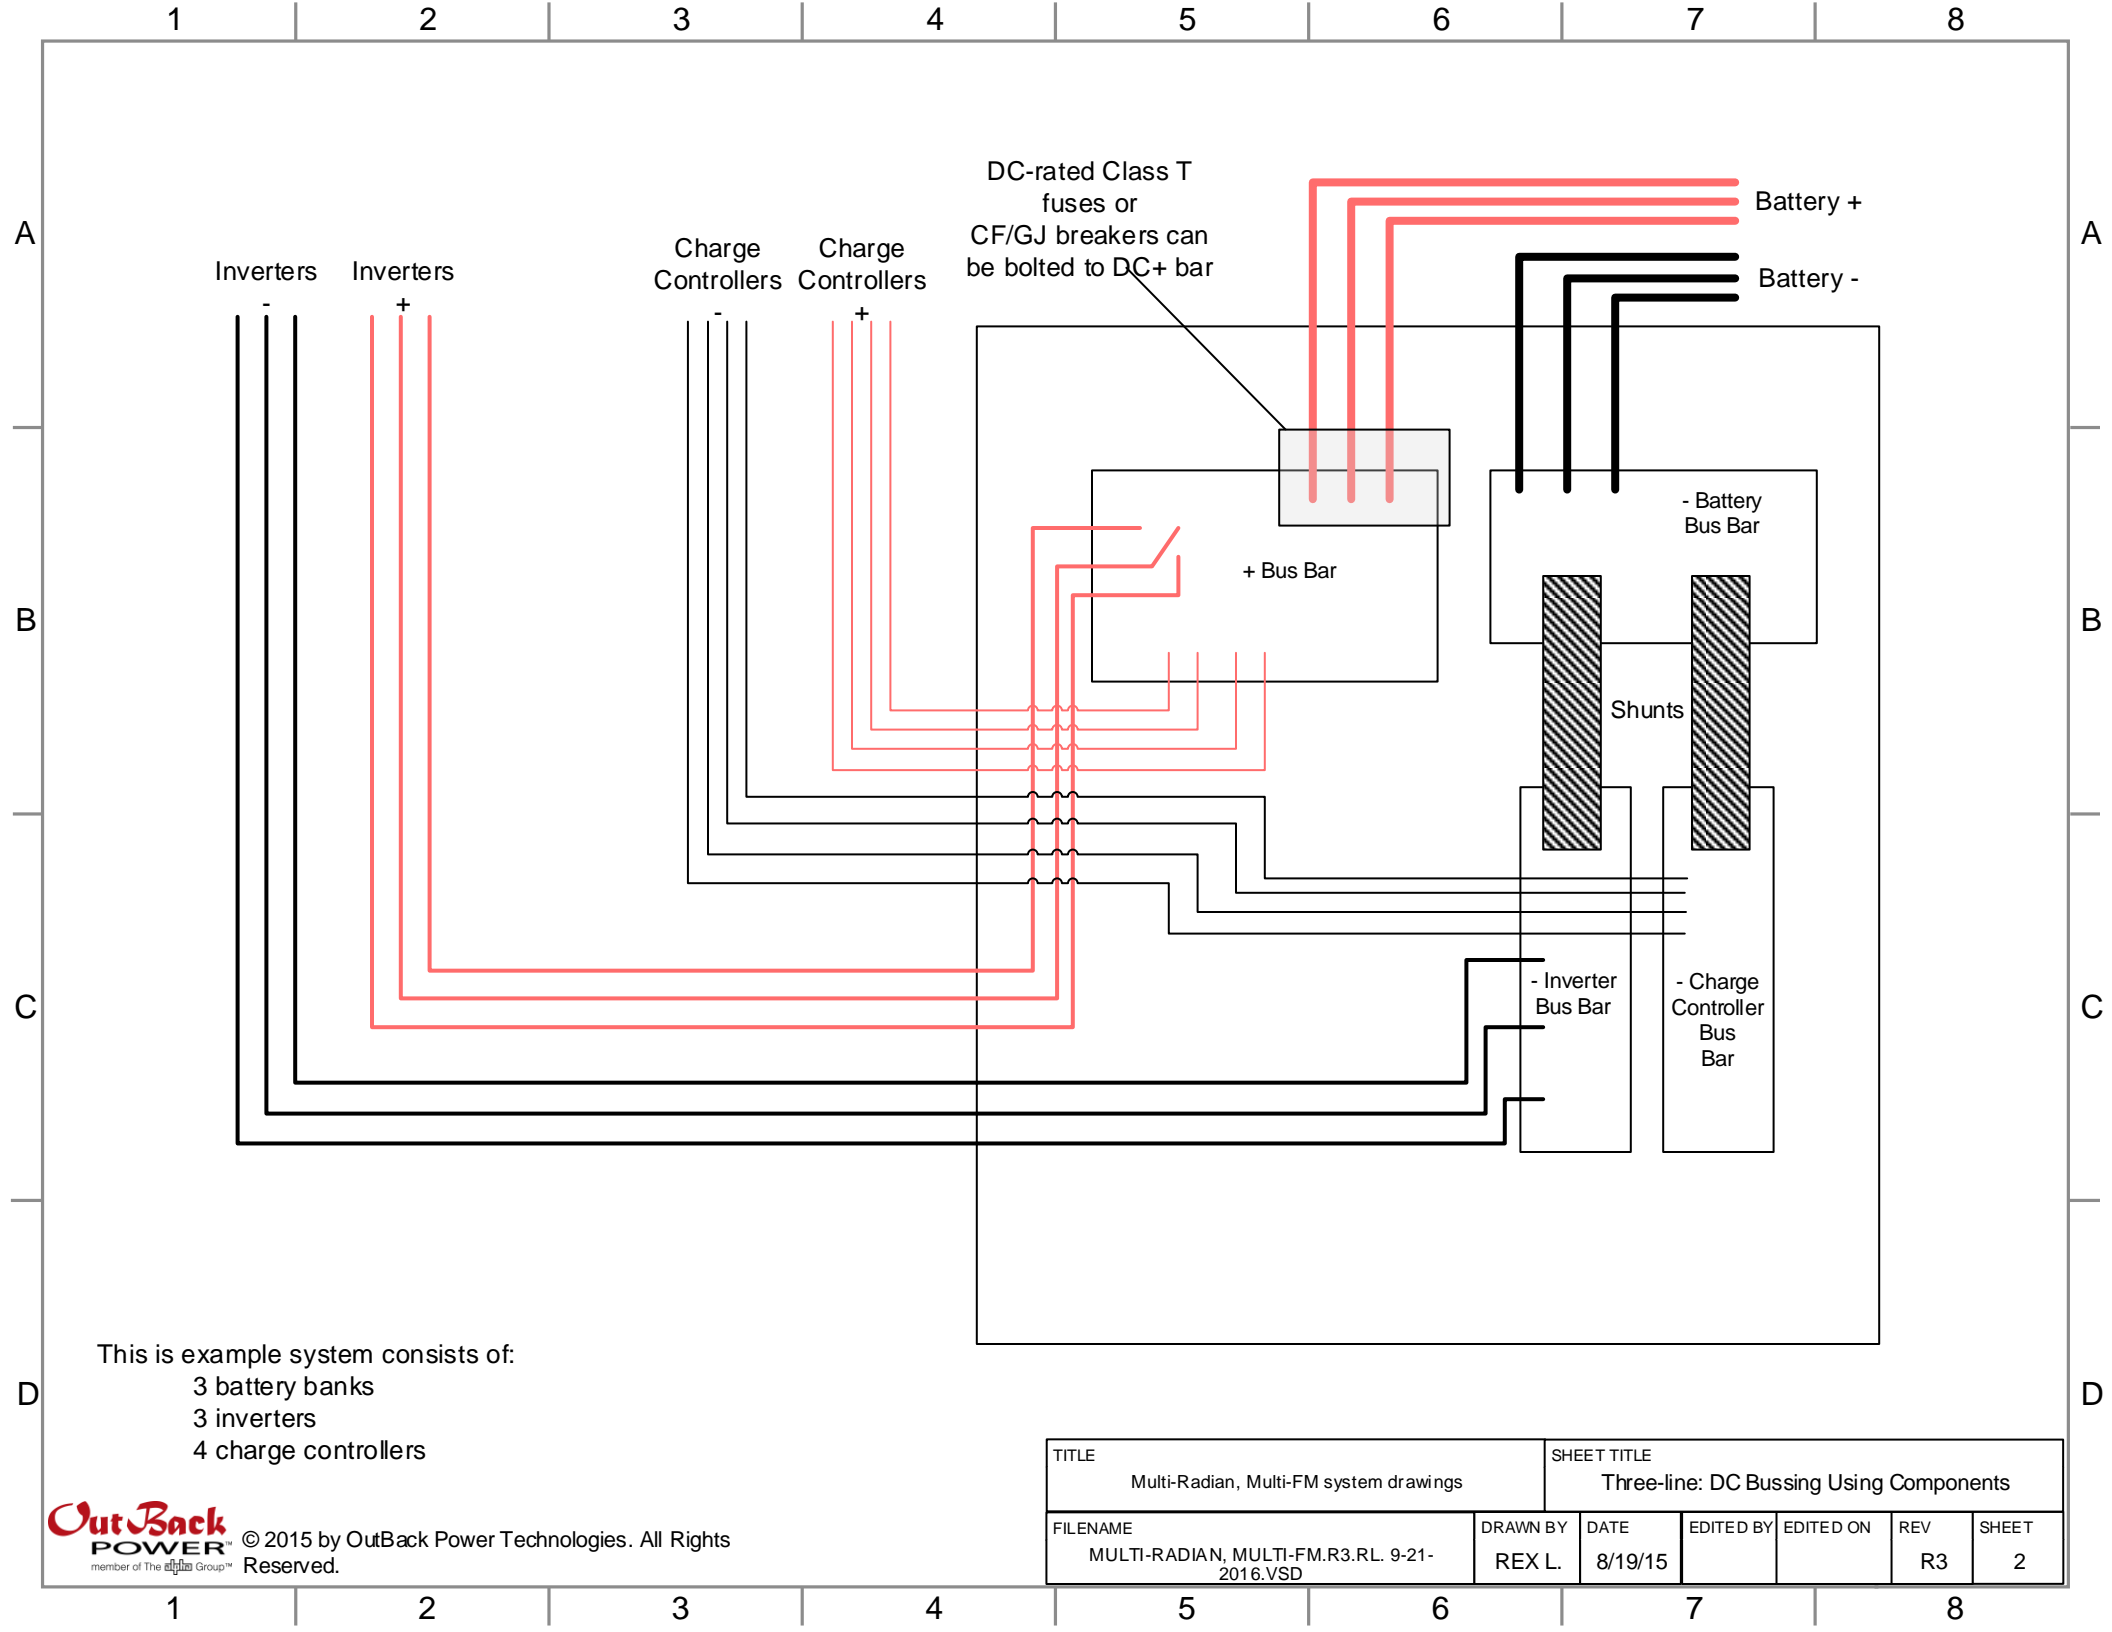 1 2 3 4 5 6 7 8
DC-rated Class T
fuses or
CF/GJ breakers can
be bolted to DC+ bar
Battery +
Battery -
A A
Inverters
-
Inverters
+
Charge
Controllers
-
Charge
Controllers
+
- Battery
Bus Bar
+ Bus Bar
B B
Shunts
- Inverter
Bus Bar
- Charge
Controller
Bus
Bar
C C
This is example system consists of:
3 battery banks
3 inverters
4 charge controllers
D D
OutBack
POWER™
member of The alpha Group™
© 2015 by OutBack Power Technologies. All Rights
Reserved.
TITLE
Multi-Radian, Multi-FM system drawings
SHEET TITLE
Three-line: DC Bussing Using Components
FILENAME
MULTI-RADIAN, MULTI-FM.R3.RL. 9-21-
2016.VSD
DRAWN BY
REX L.
DATE
8/19/15
EDITED BY
EDITED ON
REV
R3
SHEET
2
1 2 3 4 5 6 7 8